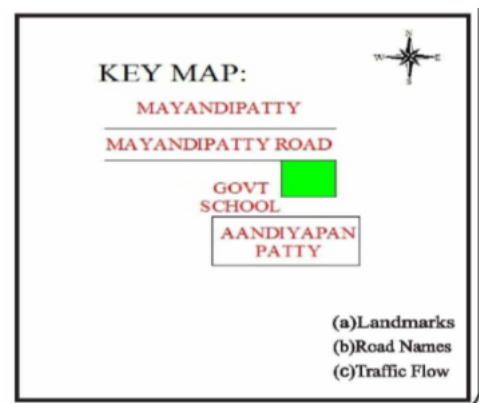 N
W E
S
KEY MAP:
MAYANDIPATTY
MAYANDIPATTY ROAD
GOVT
SCHOOL
AANDIYAPAN
PATTY
(a)Landmarks
(b)Road Names
(c)Traffic Flow